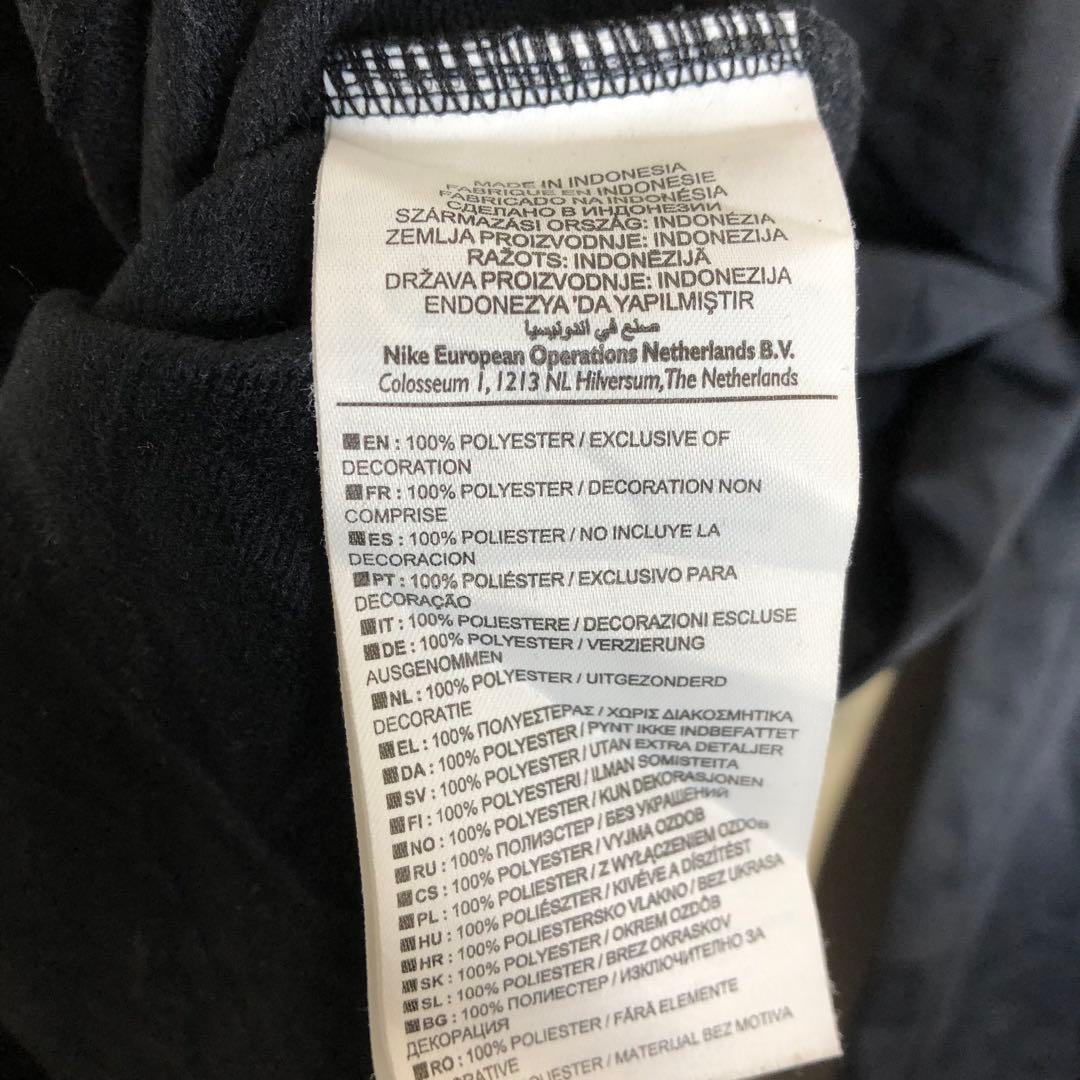 MADE IN INDONESIA
FABRIQUE EN INDONESIE
FABRICADO NA INDONÉSIA
СДЕЛАНО В ИНДОНЕЗИИ
SZÁRMAZÁSI ORSZÁG: INDONÉZIA
ZEMLJA PROIZVODNJE: INDONEZIJA
RAŽOTS: INDONĒZIJĀ
DRŽAVA PROIZVODNJE: INDONEZIJA
ENDONEZYA 'DA YAPILMIŞTIR
صنع في اندونيسيا
Nike European Operations Netherlands B.V.
Colosseum 1, 1213 NL Hilversum, The Netherlands
EN : 100% POLYESTER / EXCLUSIVE OF
DECORATION
FR : 100% POLYESTER / DECORATION NON
COMPRISE
ES : 100% POLIESTER / NO INCLUYE LA
DECORACION
PT : 100% POLIÉSTER / EXCLUSIVO PARA
DECORAÇÃO
IT : 100% POLIESTERE / DECORAZIONI ESCLUSE
DE : 100% POLYESTER / VERZIERUNG
AUSGENOMMEN
NL : 100% POLYESTER / UITGEZONDERD
DECORATIE
EL : 100% ΠΟΛΥΕΣΤΕΡΑΣ / ΧΩΡΙΣ ΔΙΑΚΟΣΜΗΤΙΚΑ
DA : 100% POLYESTER / PYNT IKKE INDBEFATTET
SV : 100% POLYESTER / UTAN EXTRA DETALJER
FI : 100% POLYESTERI / ILMAN SOMISTEITA
NO : 100% POLYESTER / KUN DEKORASJONEN
RU : 100% ПОЛИЭСТЕР / БЕЗ УКРАШЕНИЙ
CS : 100% POLYESTER / VYJMA OZDOB
PL : 100% POLIESTER / Z WYŁĄCZENIEM OZDOB
HU : 100% POLIÉSZTER / KIVÉVE A DÍSZÍTÉST
HR : 100% POLIESTERSKO VLAKNO / BEZ UKRASA
SK : 100% POLYESTER / OKREM OZDÔB
SL : 100% POLIESTER / BREZ OKRASKOV
BG : 100% ПОЛИЕСТЕР / ИЗКЛЮЧИТЕЛНО ЗА
ДЕКОРАЦИЯ
RO : 100% POLIESTER / FĂRĂ ELEMENTE
/ MATERIJAL BEZ MOTIVA